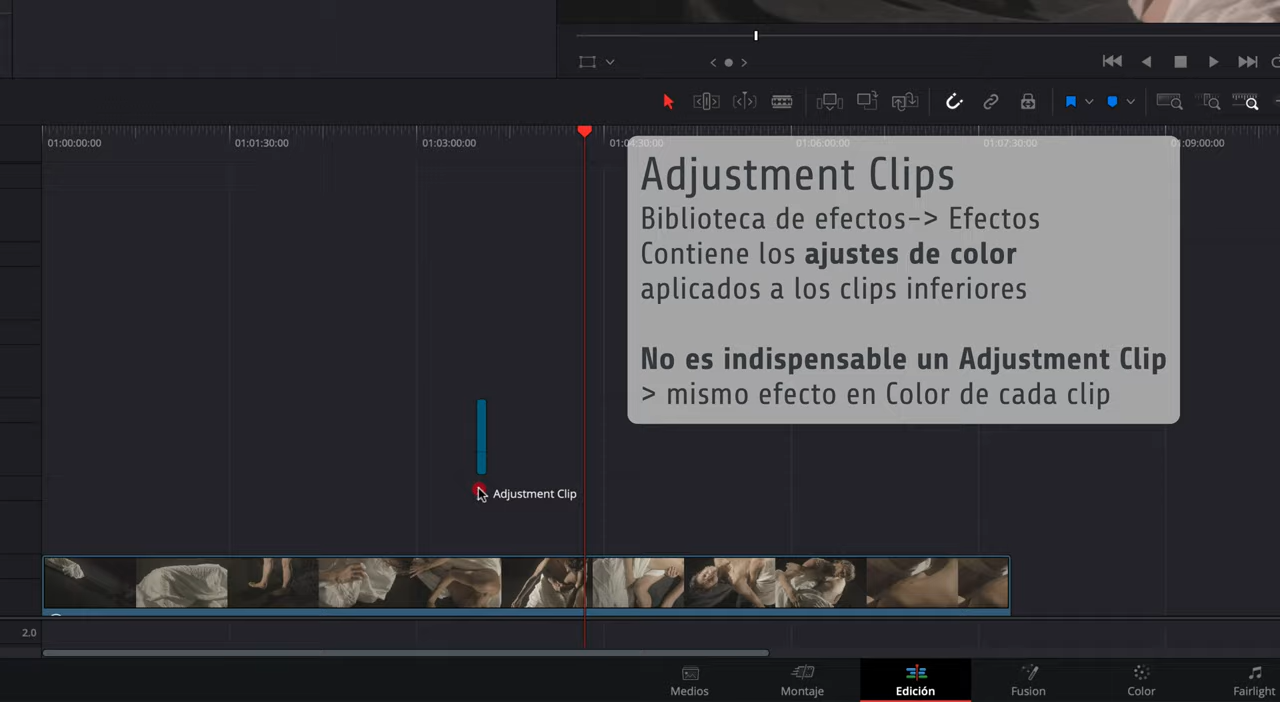 01:00:00:00 01:01:30:00 01:03:00:00 01:04:30:00 01:06:00:00 01:07:30:00 01:09:00:00
Adjustment Clips
Biblioteca de efectos-> Efectos
Contiene los ajustes de color
aplicados a los clips inferiores
No es indispensable un Adjustment Clip
> mismo efecto en Color de cada clip
Adjustment Clip
2.0
Medios Montaje Edición Fusion Color Fairlight